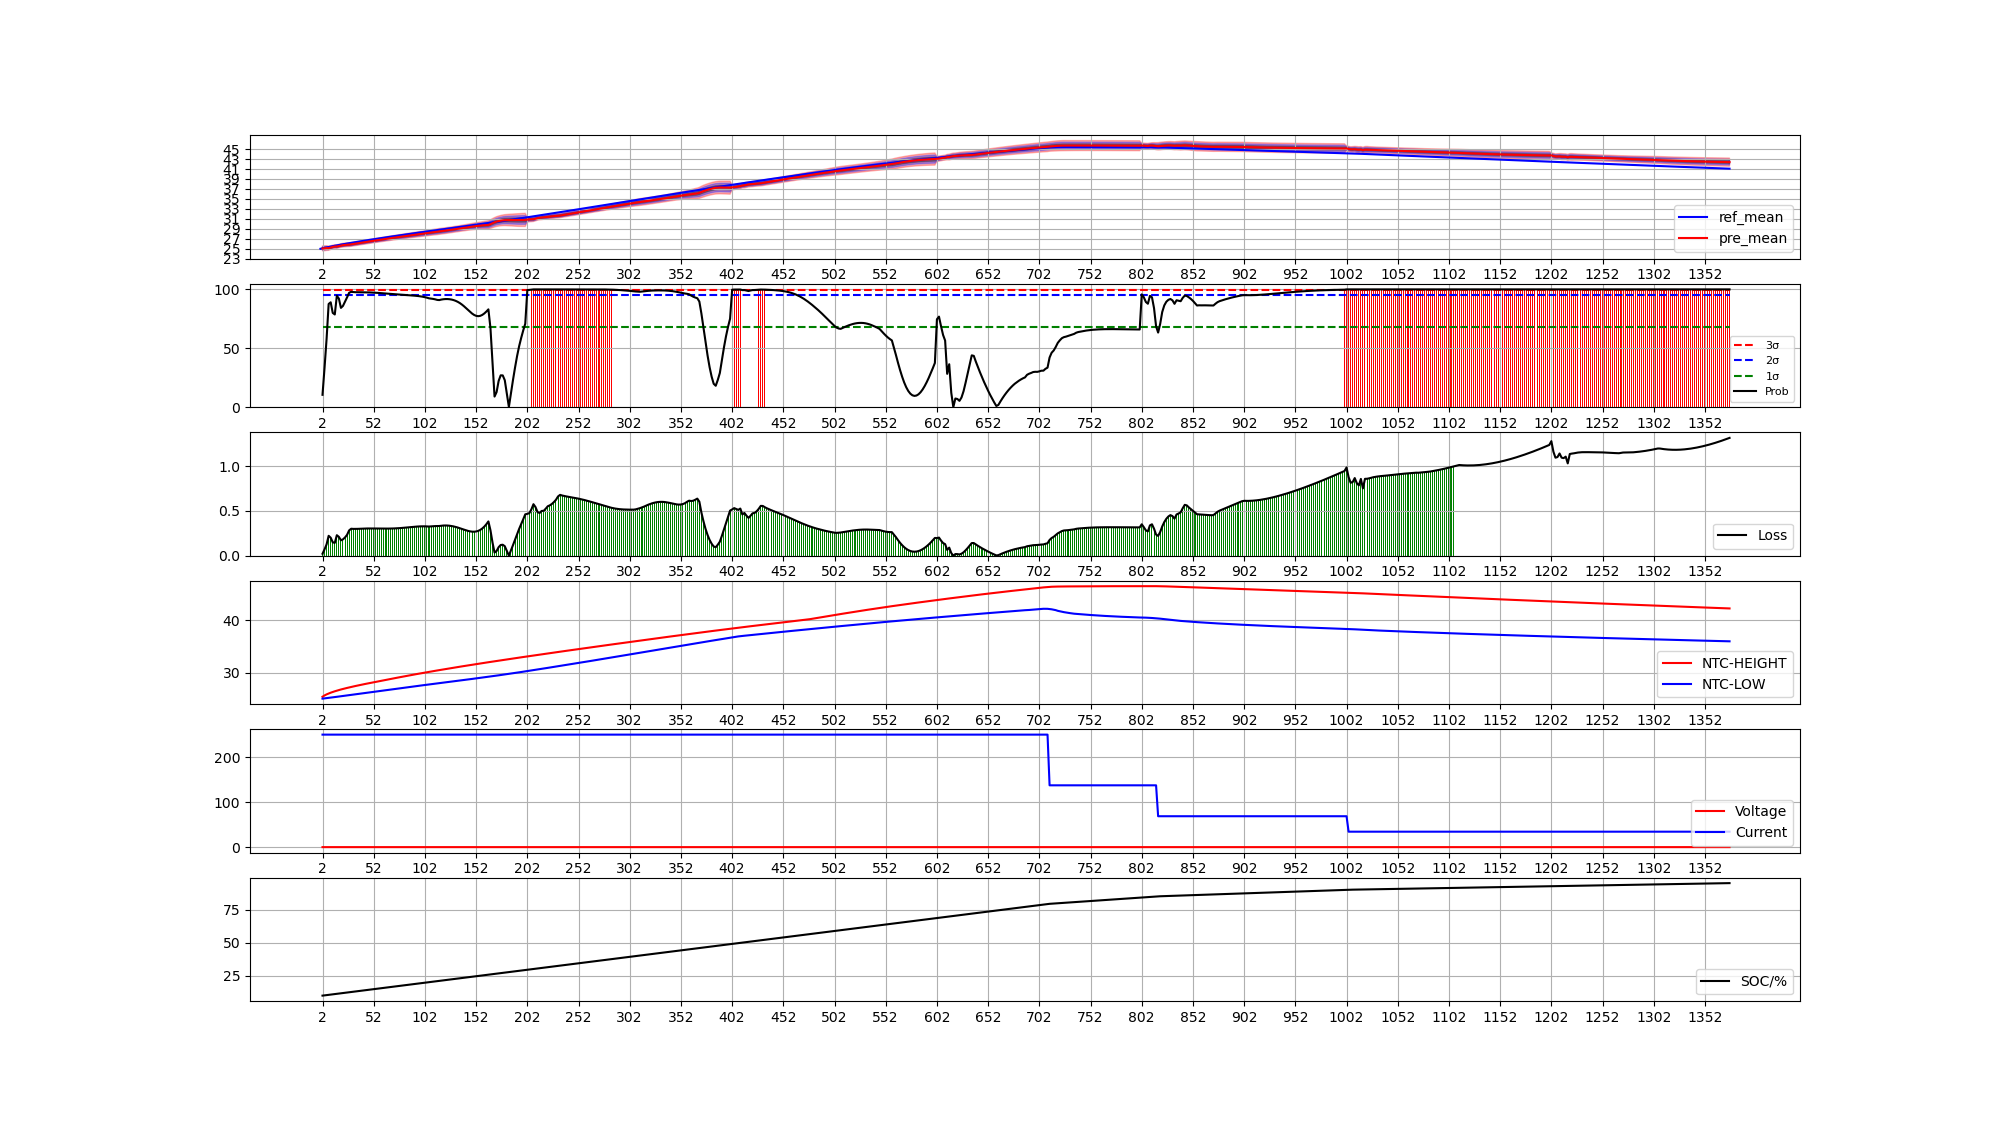 45
43
41
39
37
35
33
31
29
27
25
23
ref_mean
pre_mean
2 52 102 152 202 252 302 352 402 452 502 552 602 652 702 752 802 852 902 952 1002 1052 1102 1152 1202 1252 1302 1352
100
50
0
3σ
2σ
1σ
Prob
2 52 102 152 202 252 302 352 402 452 502 552 602 652 702 752 802 852 902 952 1002 1052 1102 1152 1202 1252 1302 1352
1.0
0.5
0.0
Loss
2 52 102 152 202 252 302 352 402 452 502 552 602 652 702 752 802 852 902 952 1002 1052 1102 1152 1202 1252 1302 1352
40
30
NTC-HEIGHT
NTC-LOW
2 52 102 152 202 252 302 352 402 452 502 552 602 652 702 752 802 852 902 952 1002 1052 1102 1152 1202 1252 1302 1352
200
100
0
Voltage
Current
2 52 102 152 202 252 302 352 402 452 502 552 602 652 702 752 802 852 902 952 1002 1052 1102 1152 1202 1252 1302 1352
75
50
25
SOC/%
2 52 102 152 202 252 302 352 402 452 502 552 602 652 702 752 802 852 902 952 1002 1052 1102 1152 1202 1252 1302 1352